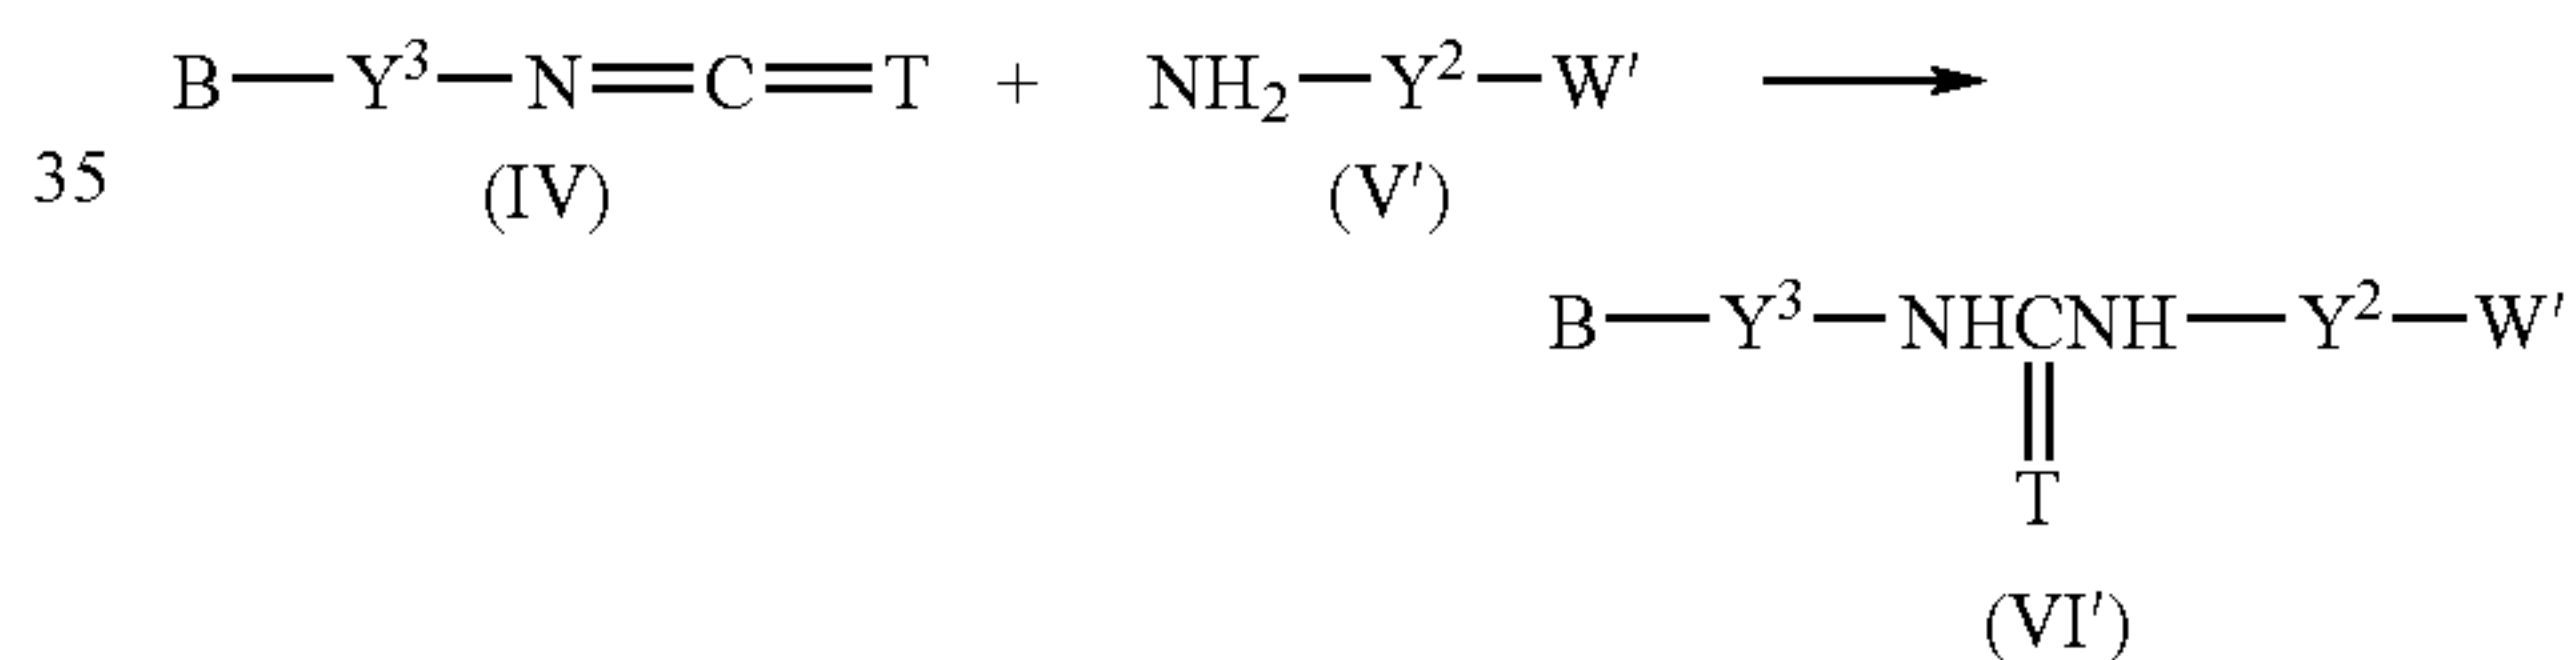 B—Y³—N=C=T + NH₂—Y²—W′ ⟶
35 (IV) (V′)
B—Y³—NHCNH—Y²—W′
T
(VI′)